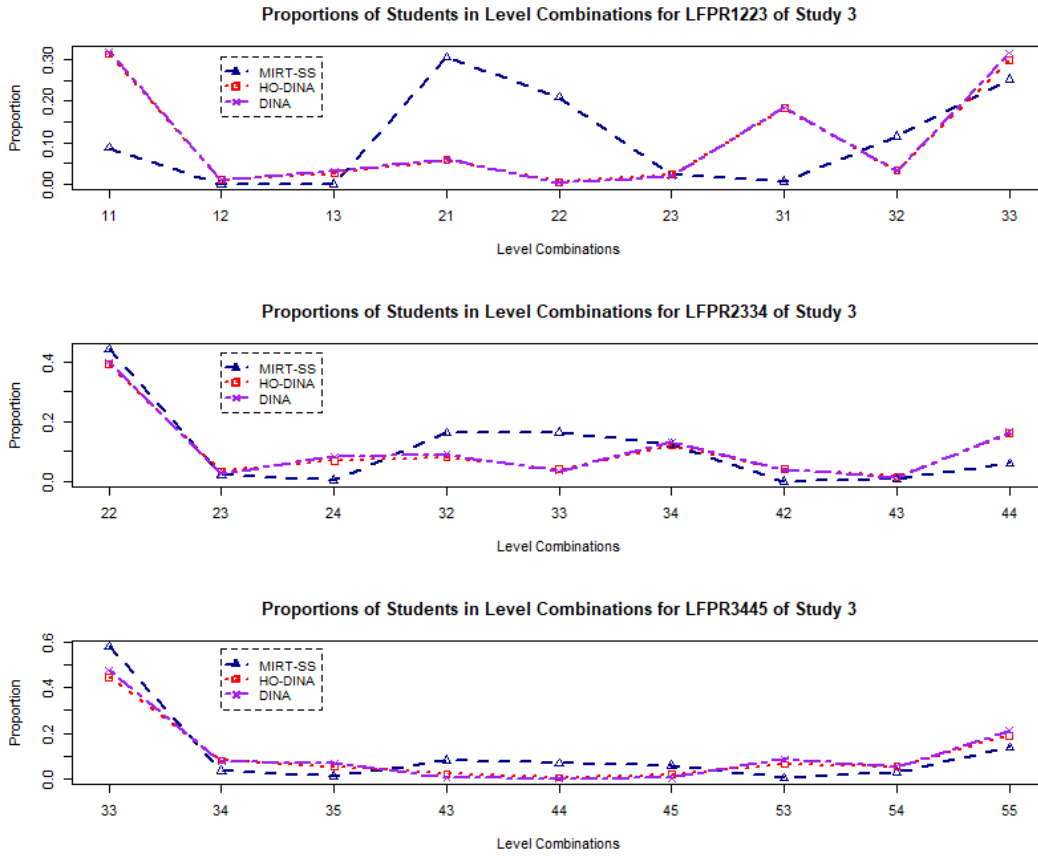 Proportions of Students in Level Combinations for LFPR1223 of Study 3
Proportion
0.30
0.20
0.10
0.00
MIRT-SS
HO-DINA
DINA
11 12 13 21 22 23 31 32 33
Level Combinations
Proportions of Students in Level Combinations for LFPR2334 of Study 3
Proportion
0.4
0.2
0.0
MIRT-SS
HO-DINA
DINA
22 23 24 32 33 34 42 43 44
Level Combinations
Proportions of Students in Level Combinations for LFPR3445 of Study 3
Proportion
0.6
0.4
0.2
0.0
MIRT-SS
HO-DINA
DINA
33 34 35 43 44 45 53 54 55
Level Combinations